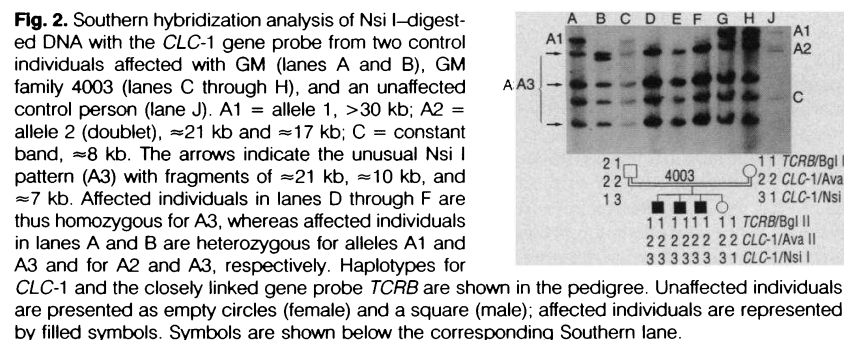 Fig. 2. Southern hybridization analysis of Nsi I–digest-
ed DNA with the CLC-1 gene probe from two control
individuals affected with GM (lanes A and B), GM
family 4003 (lanes C through H), and an unaffected
control person (lane J). A1 = allele 1, >30 kb; A2 =
allele 2 (doublet), ≈21 kb and ≈17 kb; C = constant
band, ≈8 kb. The arrows indicate the unusual Nsi I
pattern (A3) with fragments of ≈21 kb, ≈10 kb, and
≈7 kb. Affected individuals in lanes D through F are
thus homozygous for A3, whereas affected individuals
in lanes A and B are heterozygous for alleles A1 and
A3 and for A2 and A3, respectively. Haplotypes for
CLC-1 and the closely linked gene probe TCRB are shown in the pedigree. Unaffected individuals
are presented as empty circles (female) and a square (male); affected individuals are represented
by filled symbols. Symbols are shown below the corresponding Southern lane.
A B C D E F G H J
A1 A1
A2
A A3
C
2 1 1 1 TCRB/Bgl I
4003
2 2 2 2 CLC-1/Ava
1 3 3 1 CLC-1/Nsi
1 1 1 1 1 1 1 1 TCRB/Bgl II
2 2 2 2 2 2 2 2 CLC-1/Ava II
3 3 3 3 3 3 3 1 CLC-1/Nsi I